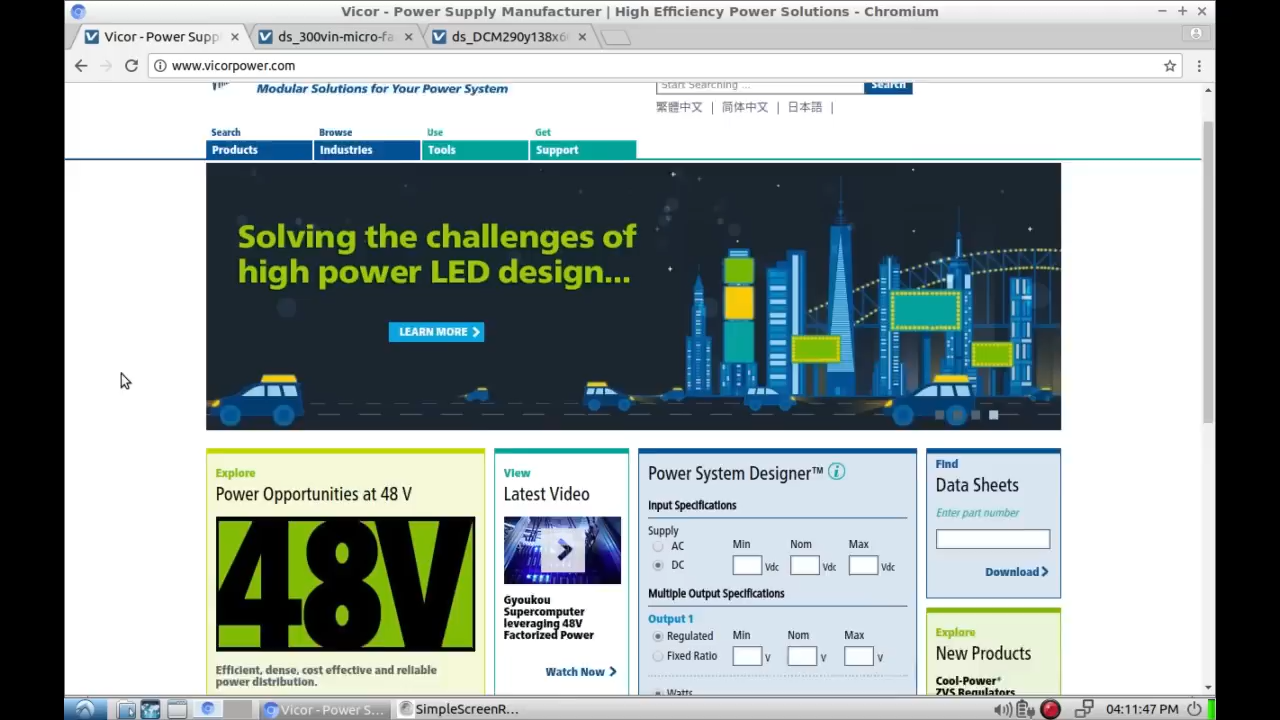 Vicor - Power Supply Manufacturer | High Efficiency Power Solutions - Chromium
Vicor - Power Supp
ds_300vin-micro-fa
ds_DCM290y138x6
www.vicorpower.com
Modular Solutions for Your Power System
Start Searching ...
Search
繁體中文 | 简体中文 | 日本語 |
Search
Browse
Use
Get
Products
Industries
Tools
Support
Solving the challenges of
high power LED design...
LEARN MORE
Explore
Power Opportunities at 48 V
48V
Efficient, dense, cost effective and reliable
power distribution.
View
Latest Video
Gyoukou
Supercomputer
leveraging 48V
Factorized Power
Watch Now
Power System Designer™
Input Specifications
Supply
AC
DC
Min
Nom
Max
Vdc
Vdc
Vdc
Multiple Output Specifications
Output 1
Regulated
Fixed Ratio
Min
Nom
Max
V
V
V
Watts
Find
Data Sheets
Enter part number
Download
Explore
New Products
Cool-Power®
ZVS Regulators
Vicor - Power S...
SimpleScreenR...
04:11:47 PM